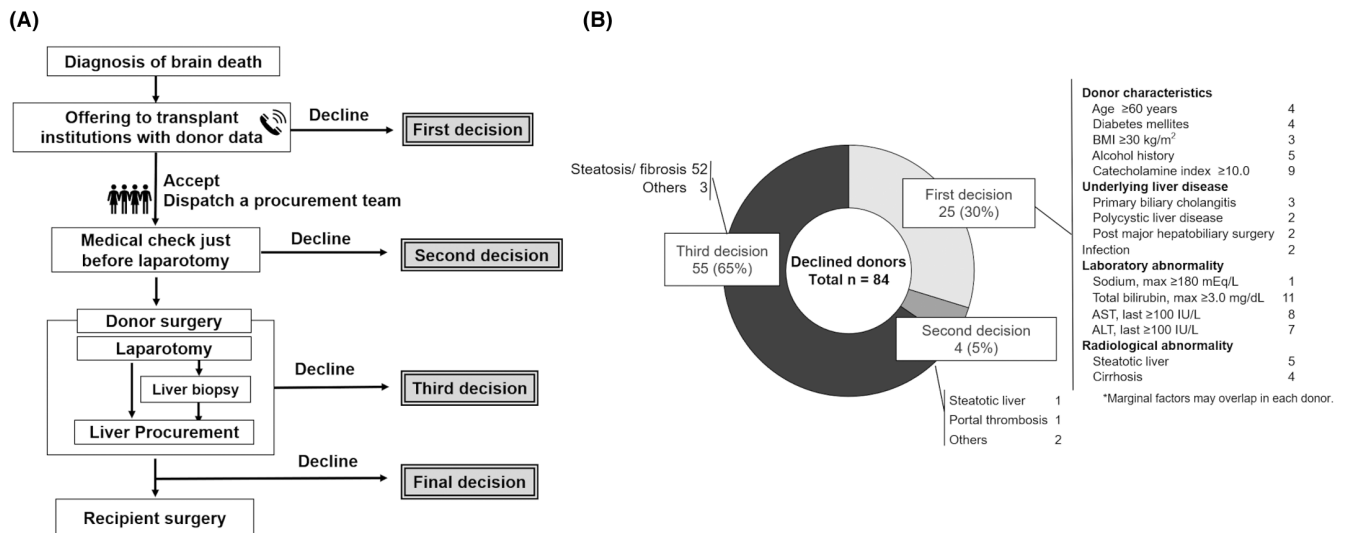 (A)
Diagnosis of brain death
Offering to transplant
institutions with donor data
Decline
First decision
Accept
Dispatch a procurement team
Medical check just
before laparotomy
Decline
Second decision
Donor surgery
Laparotomy
Liver biopsy
Liver Procurement
Decline
Third decision
Decline
Final decision
Recipient surgery
(B)
Steatosis/ fibrosis 52
Others 3
Third decision
55 (65%)
Declined donors
Total n = 84
First decision
25 (30%)
Second decision
4 (5%)
Steatotic liver 1
Portal thrombosis 1
Others 2
Donor characteristics
Age ≥60 years 4
Diabetes mellites 4
BMI ≥30 kg/m² 3
Alcohol history 5
Catecholamine index ≥10.0 9
Underlying liver disease
Primary biliary cholangitis 3
Polycystic liver disease 2
Post major hepatobiliary surgery 2
Infection 2
Laboratory abnormality
Sodium, max ≥180 mEq/L 1
Total bilirubin, max ≥3.0 mg/dL 11
AST, last ≥100 IU/L 8
ALT, last ≥100 IU/L 7
Radiological abnormality
Steatotic liver 5
Cirrhosis 4
*Marginal factors may overlap in each donor.